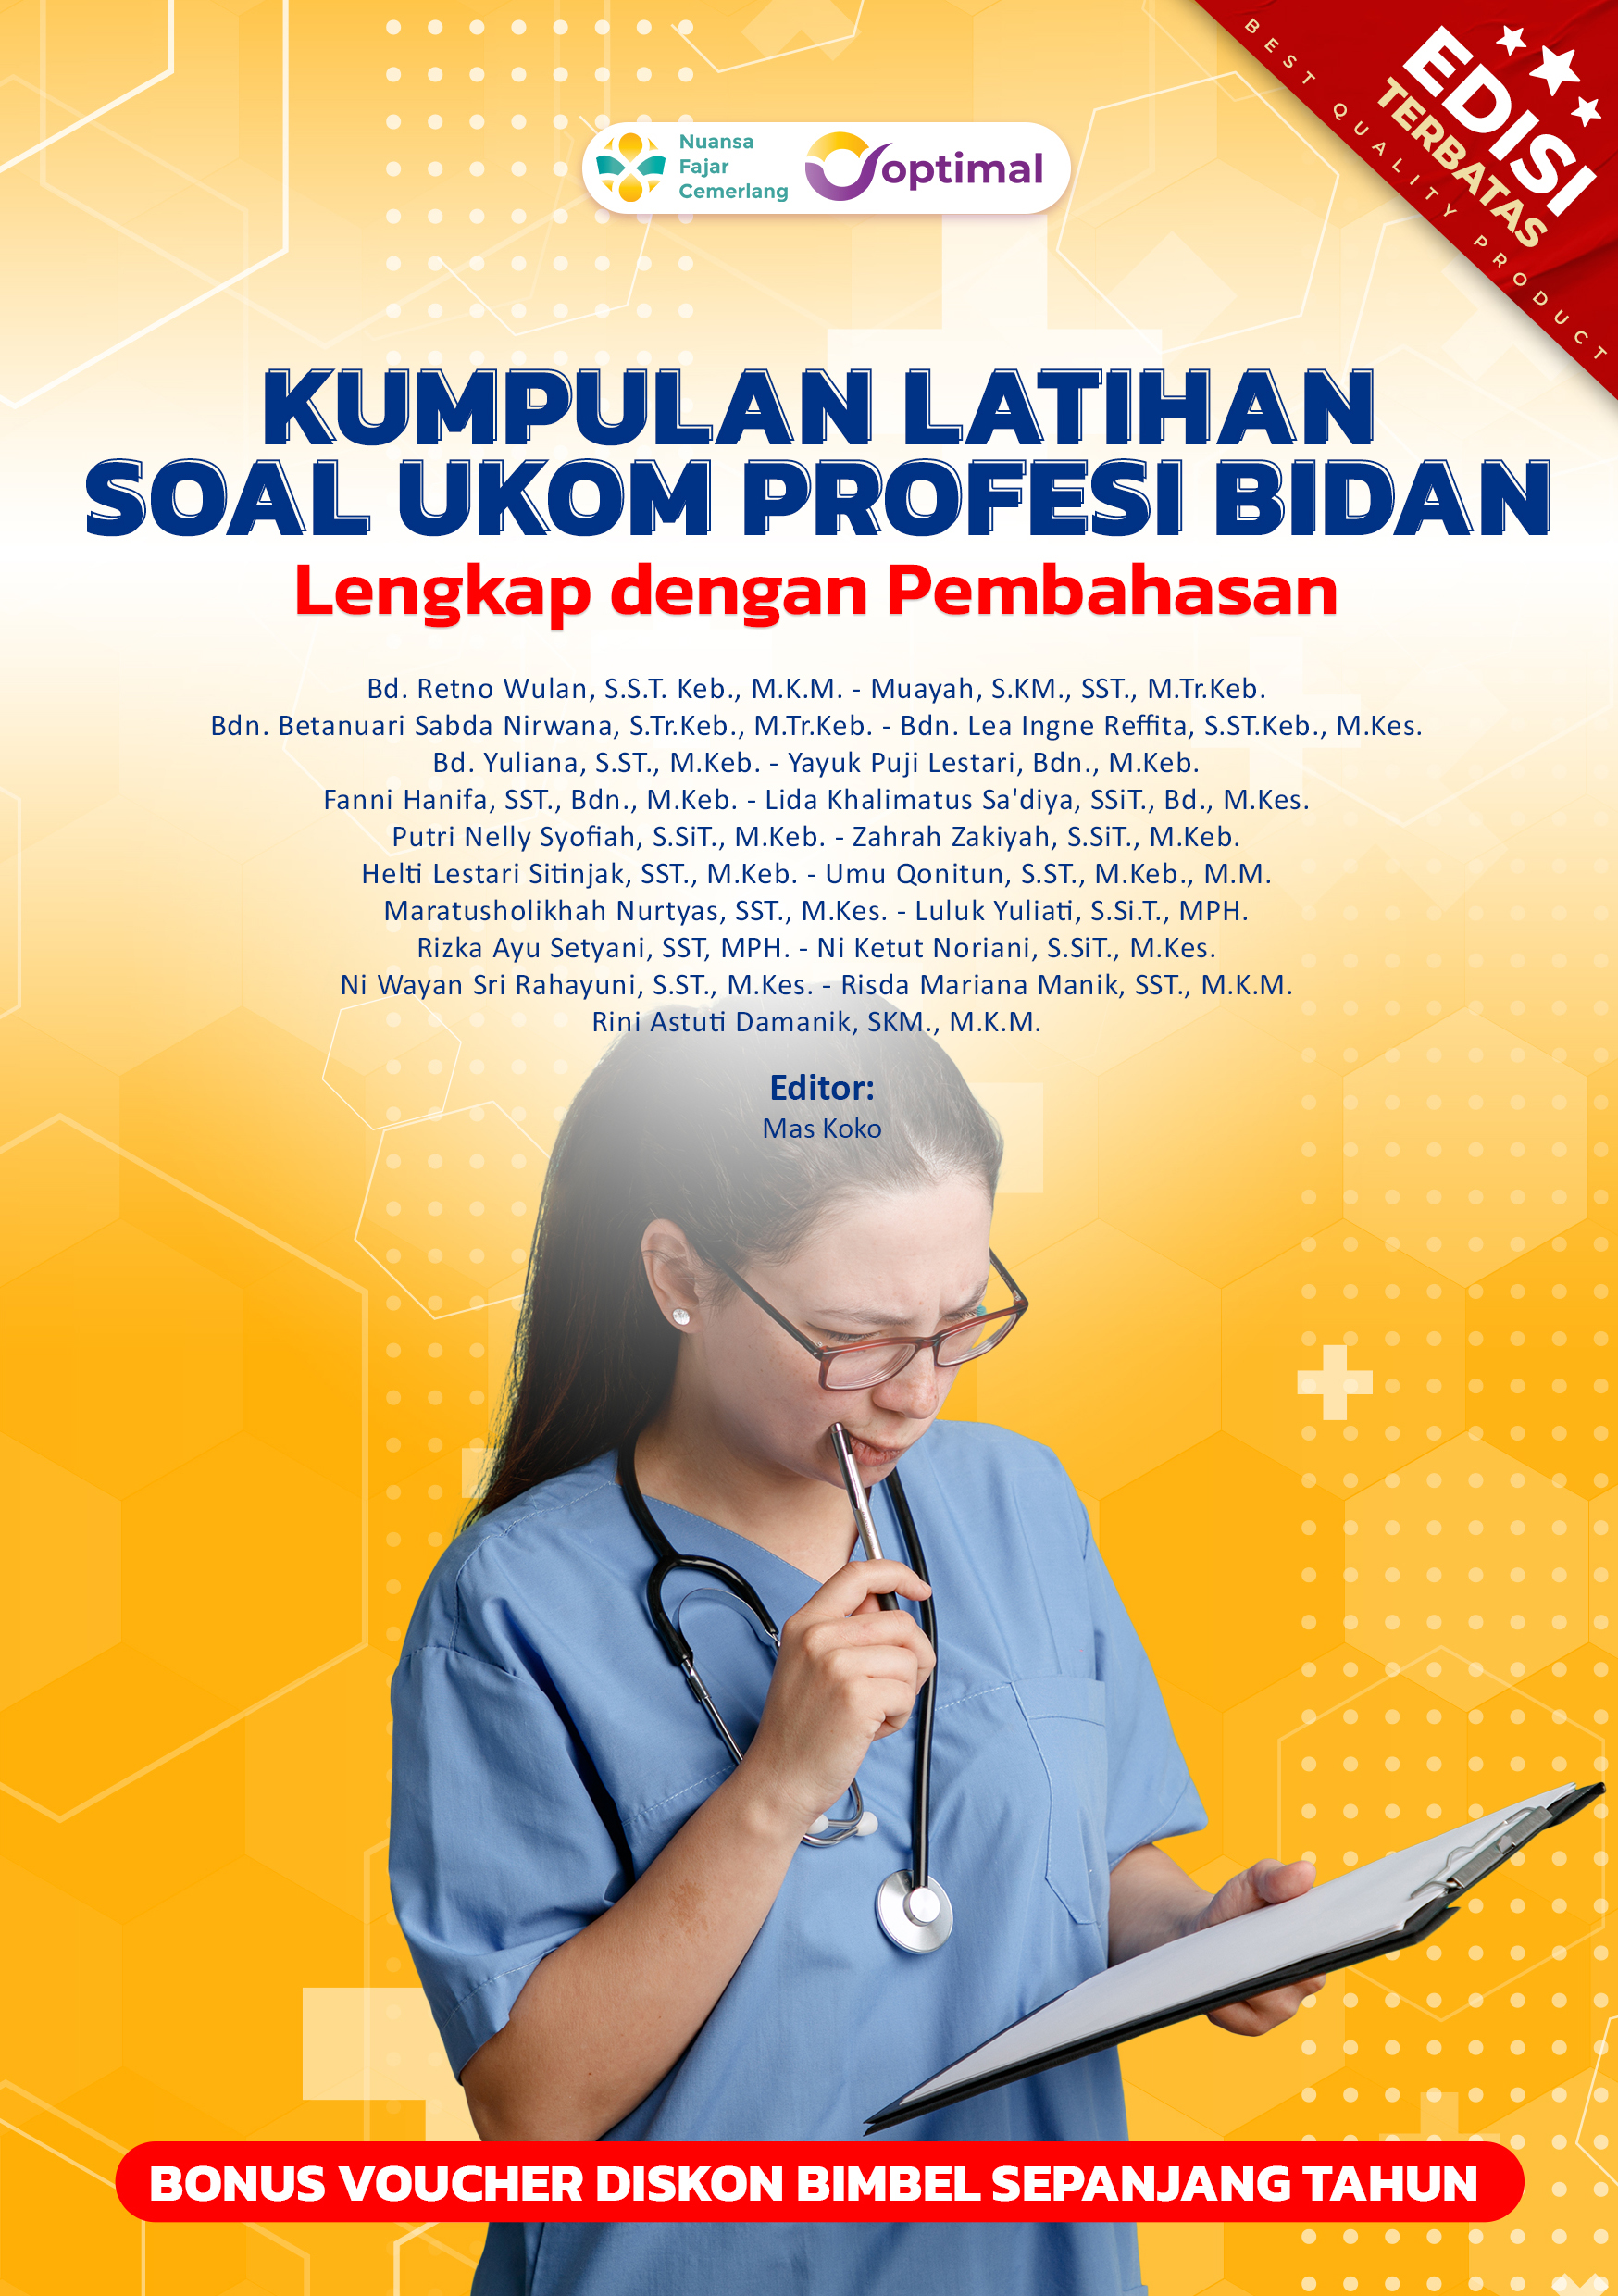 Nuansa
Fajar
Cemerlang
optimal
EDISI
TERBATAS
BEST QUALITY PRODUCT
KUMPULAN LATIHAN
SOAL UKOM PROFESI BIDAN
Lengkap dengan Pembahasan
Bd. Retno Wulan, S.S.T. Keb., M.K.M. - Muayah, S.KM., SST., M.Tr.Keb.
Bdn. Betanuari Sabda Nirwana, S.Tr.Keb., M.Tr.Keb. - Bdn. Lea Ingne Reffita, S.ST.Keb., M.Kes.
Bd. Yuliana, S.ST., M.Keb. - Yayuk Puji Lestari, Bdn., M.Keb.
Fanni Hanifa, SST., Bdn., M.Keb. - Lida Khalimatus Sa'diya, SSiT., Bd., M.Kes.
Putri Nelly Syofiah, S.SiT., M.Keb. - Zahrah Zakiyah, S.SiT., M.Keb.
Helti Lestari Sitinjak, SST., M.Keb. - Umu Qonitun, S.ST., M.Keb., M.M.
Maratusholikhah Nurtyas, SST., M.Kes. - Luluk Yuliati, S.Si.T., MPH.
Rizka Ayu Setyani, SST, MPH. - Ni Ketut Noriani, S.SiT., M.Kes.
Ni Wayan Sri Rahayuni, S.ST., M.Kes. - Risda Mariana Manik, SST., M.K.M.
Rini Astuti Damanik, SKM., M.K.M.
Editor:
Mas Koko
BONUS VOUCHER DISKON BIMBEL SEPANJANG TAHUN